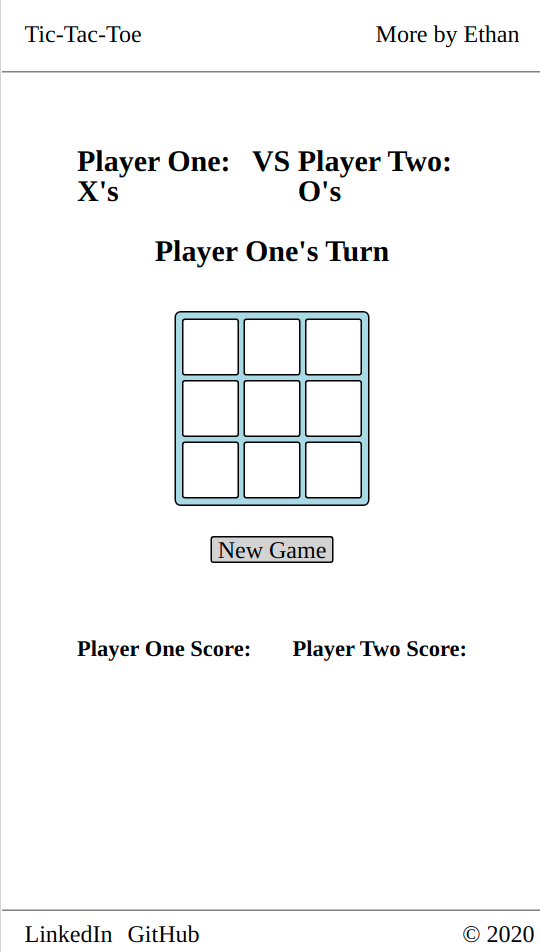 Tic-Tac-Toe More by Ethan
Player One: VS Player Two:
X's O's
Player One's Turn
New Game
Player One Score: Player Two Score:
LinkedIn GitHub © 2020